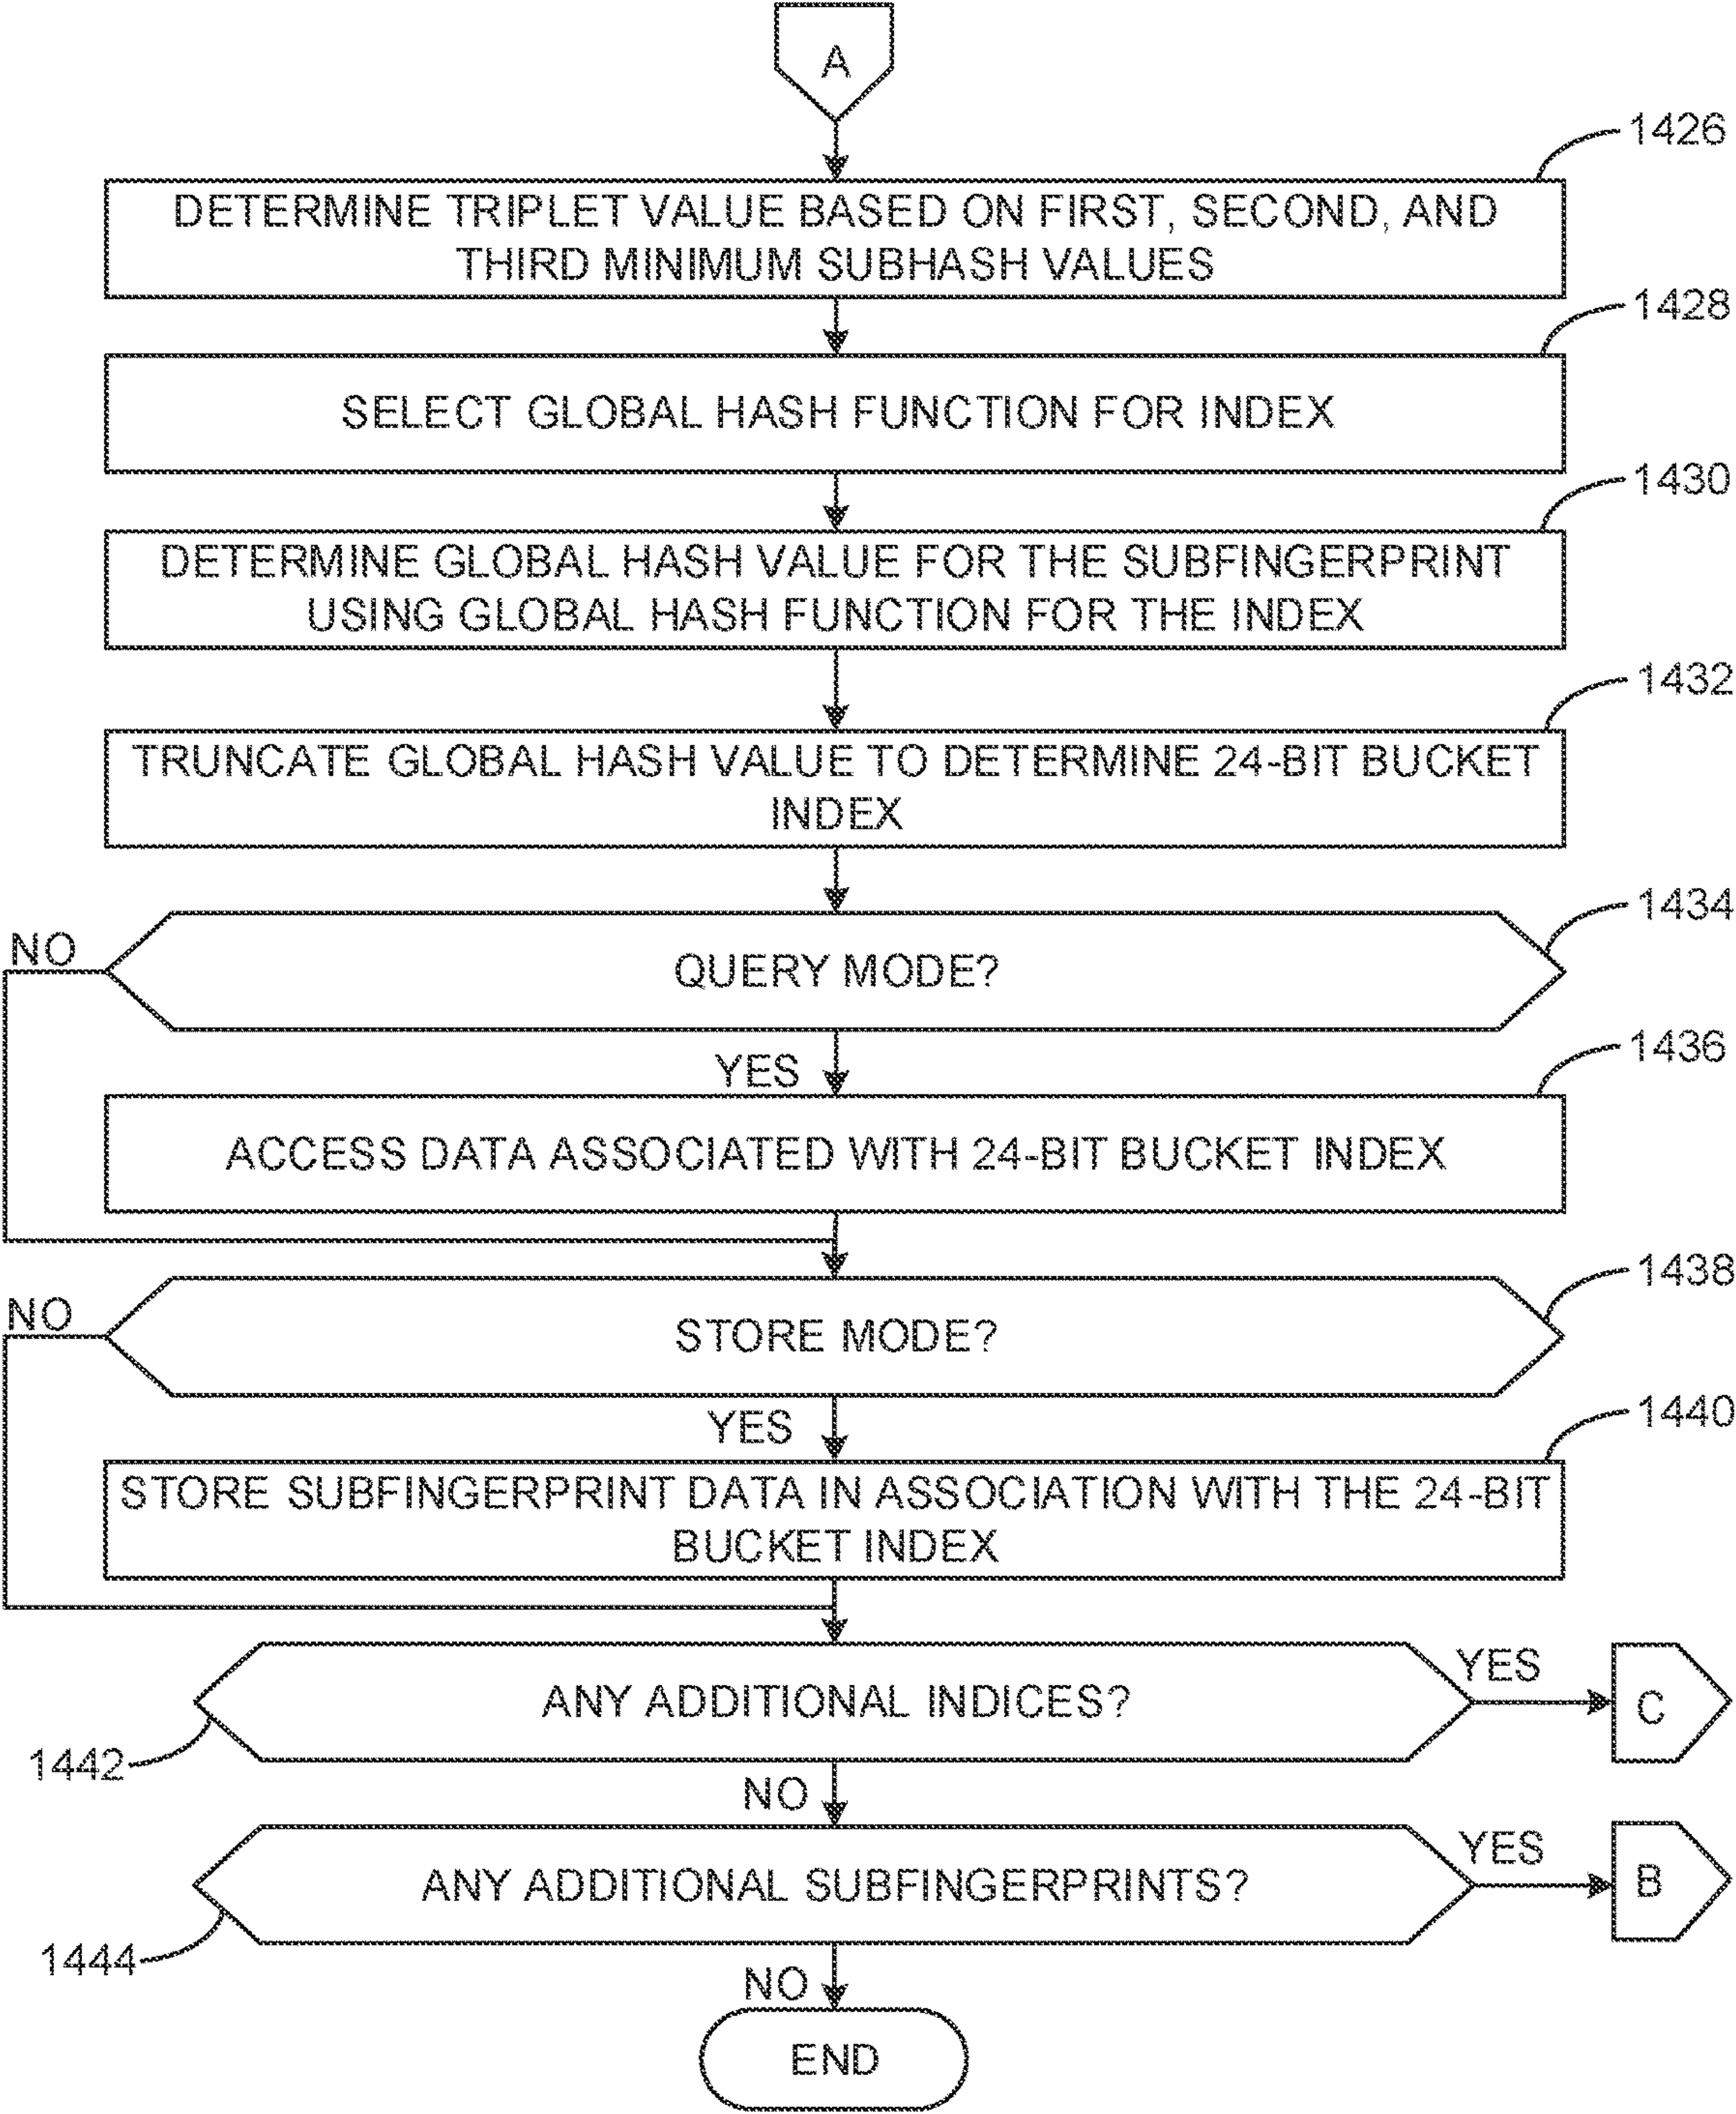 A
1426
DETERMINE TRIPLET VALUE BASED ON FIRST, SECOND, AND
THIRD MINIMUM SUBHASH VALUES
1428
SELECT GLOBAL HASH FUNCTION FOR INDEX
1430
DETERMINE GLOBAL HASH VALUE FOR THE SUBFINGERPRINT
USING GLOBAL HASH FUNCTION FOR THE INDEX
1432
TRUNCATE GLOBAL HASH VALUE TO DETERMINE 24-BIT BUCKET
INDEX
1434
NO
QUERY MODE?
YES
1436
ACCESS DATA ASSOCIATED WITH 24-BIT BUCKET INDEX
1438
NO
STORE MODE?
YES
1440
STORE SUBFINGERPRINT DATA IN ASSOCIATION WITH THE 24-BIT
BUCKET INDEX
YES
ANY ADDITIONAL INDICES?
C
1442
NO
YES
ANY ADDITIONAL SUBFINGERPRINTS?
B
1444
NO
END